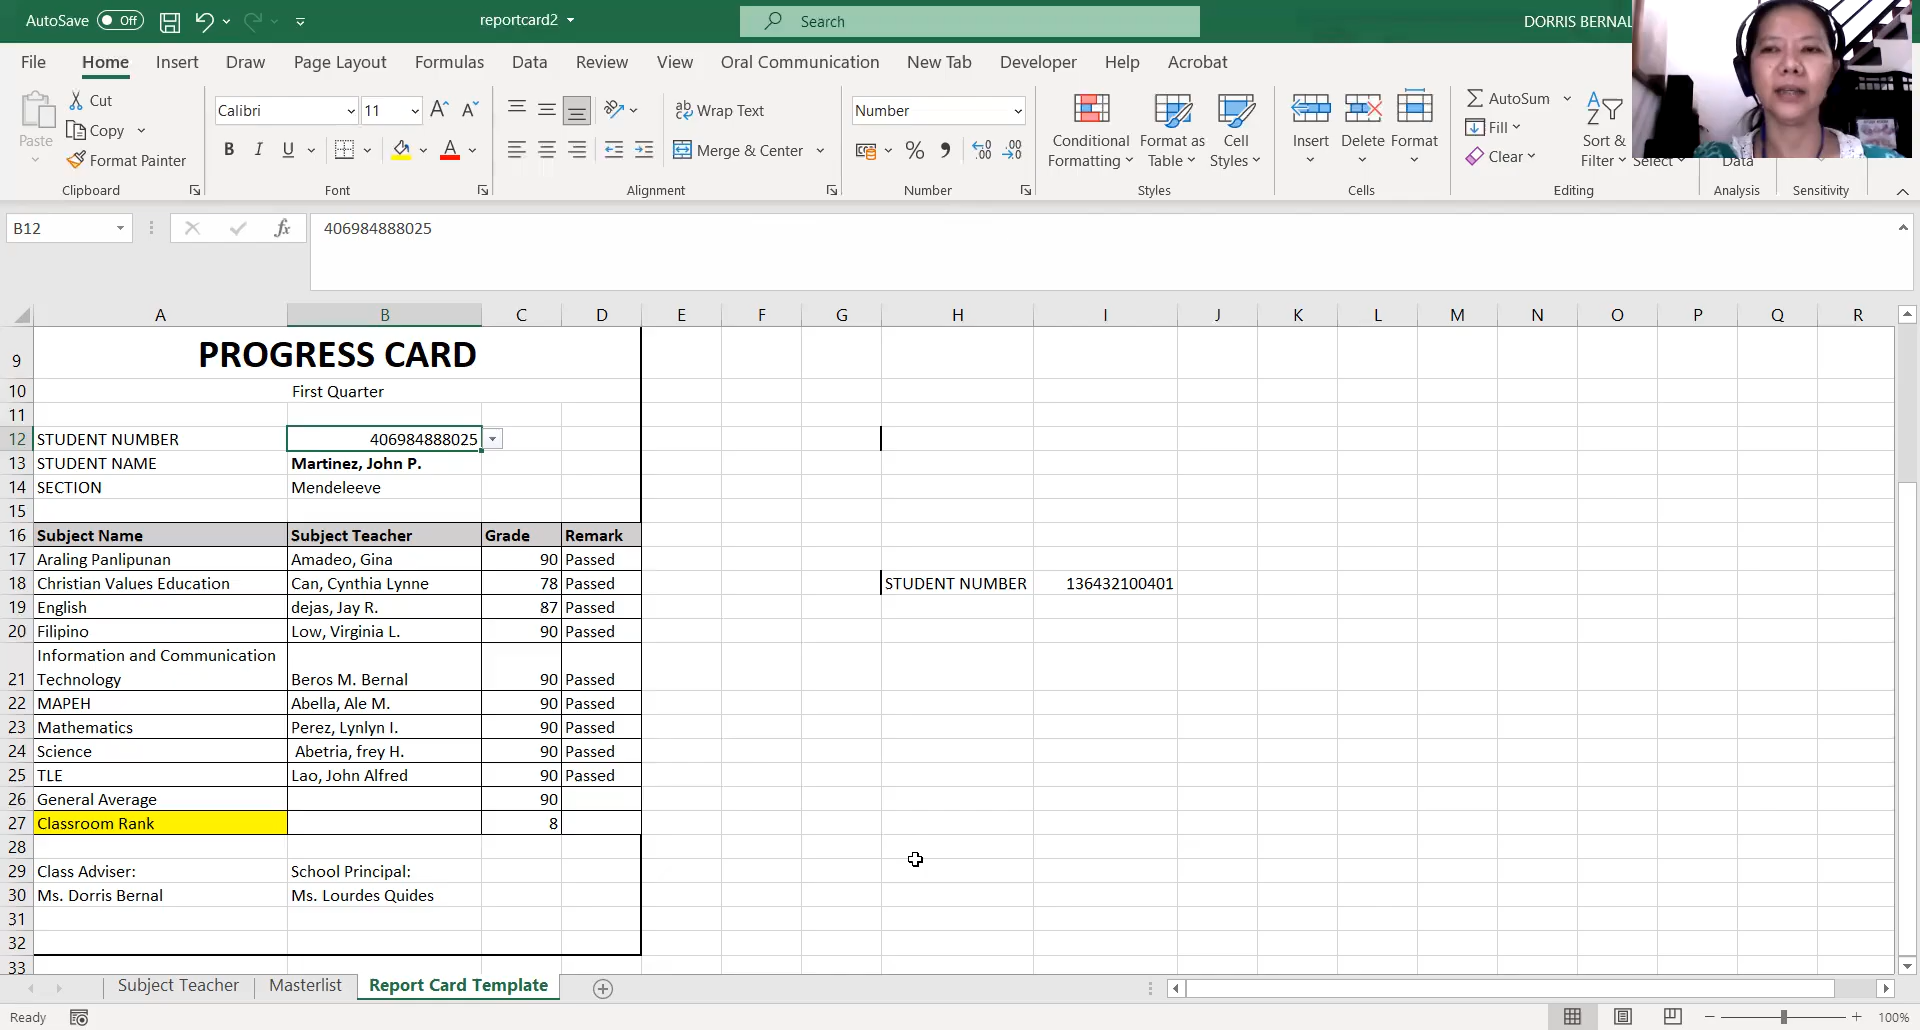 AutoSave Off reportcard2 Search DORRIS BERNAL
File Home Insert Draw Page Layout Formulas Data Review View Oral Communication New Tab Developer Help Acrobat
Paste Cut Copy Format Painter Clipboard
Calibri 11 B I U A Font
Wrap Text Merge & Center Alignment
Number % Number
Conditional Formatting Format as Table Cell Styles Styles
Insert Delete Format Cells
AutoSum Fill Clear Sort & Filter Select Editing
Data Analysis Sensitivity
B12 fx 406984888025
A B C D E F G H I J K L M N O P Q R
9 PROGRESS CARD
10 First Quarter
11
12 STUDENT NUMBER 406984888025
13 STUDENT NAME Martinez, John P.
14 SECTION Mendeleeve
15
16 Subject Name Subject Teacher Grade Remark
17 Araling Panlipunan Amadeo, Gina 90 Passed
18 Christian Values Education Can, Cynthia Lynne 78 Passed STUDENT NUMBER 136432100401
19 English dejas, Jay R. 87 Passed
20 Filipino Low, Virginia L. 90 Passed
Information and Communication
21 Technology Beros M. Bernal 90 Passed
22 MAPEH Abella, Ale M. 90 Passed
23 Mathematics Perez, Lynlyn I. 90 Passed
24 Science Abetria, frey H. 90 Passed
25 TLE Lao, John Alfred 90 Passed
26 General Average 90
27 Classroom Rank 8
28
29 Class Adviser: School Principal:
30 Ms. Dorris Bernal Ms. Lourdes Quides
31
32
33
Subject Teacher Masterlist Report Card Template
Ready 100%